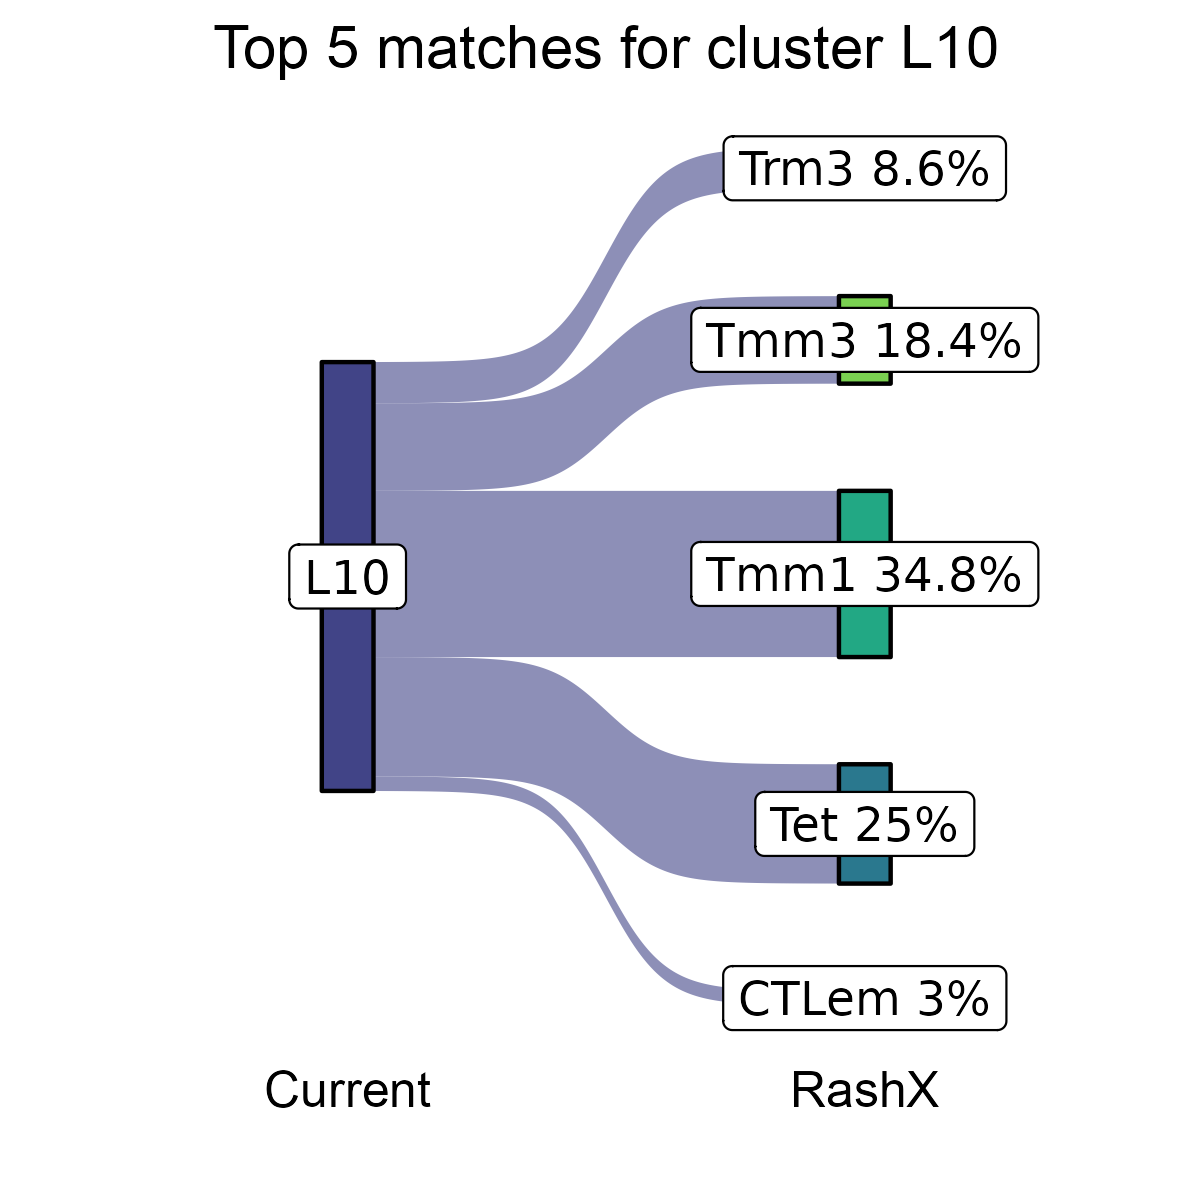 Top 5 matches for cluster L10
Trm3 8.6%
Tmm3 18.4%
Tmm1 34.8%
L10
Tet 25%
CTLem 3%
Current
RashX